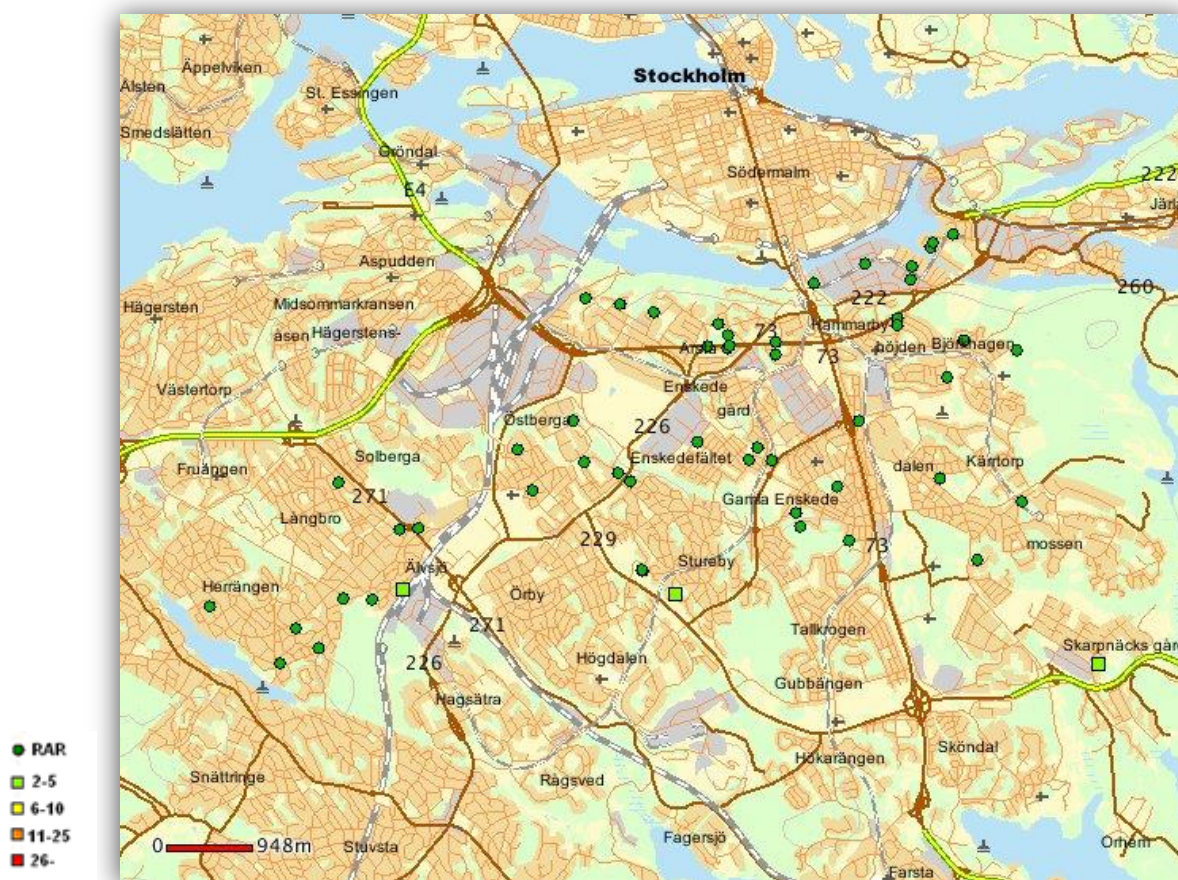 Äppelviken
Stockholm
Ålsten
St. Essingen
Smedslätten
Gröndal
Södermalm
222
E4
Järla
Aspudden
260
Hägersten
Midsommarkransen
222
Hägerstens-
åsen
73
Hammarby
höjden
Björkhagen
Årsta
73
Västertorp
Enskede
gård
Östberga
226
Solberga
Enskedefältet
Fruängen
dalen
Kärrtorp
271
Gamla Enskede
Långbro
229
73
mossen
Stureby
Älvsjö
Herrängen
Örby
271
Tallkrogen
Skarpnäcks gård
226
Högdalen
Gubbängen
Hagsätra
Sköndal
RAR
Hökarängen
Snättringe
Rågsved
2-5
6-10
11-25
Fagersjö
Orhem
0
948m
Stuvsta
26-
Farsta